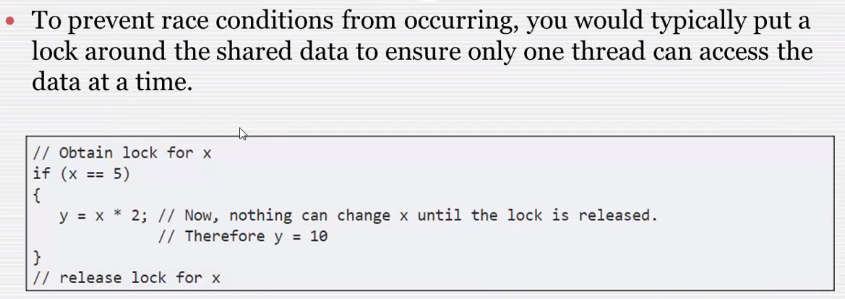 • To prevent race conditions from occurring, you would typically put a
lock around the shared data to ensure only one thread can access the
data at a time.
// Obtain lock for x
if (x == 5)
{
   y = x * 2; // Now, nothing can change x until the lock is released.
              // Therefore y = 10
}
// release lock for x